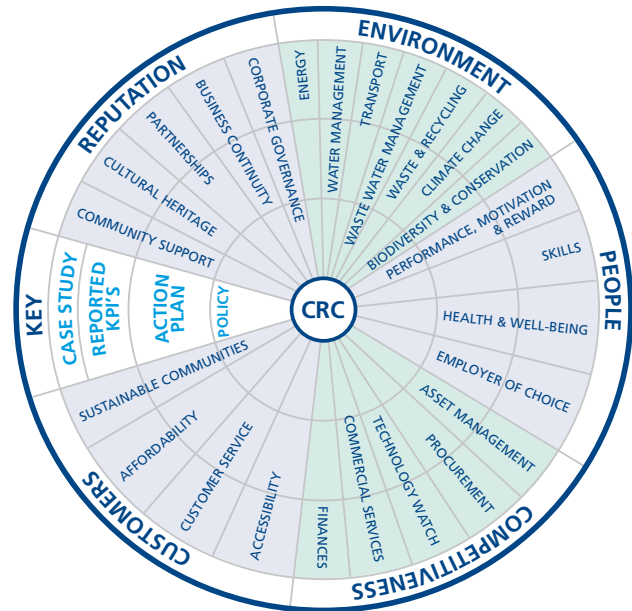 ENVIRONMENT
ENERGY
WATER MANAGEMENT
TRANSPORT
WASTE WATER MANAGEMENT
WASTE & RECYCLING
CLIMATE CHANGE
BIODIVERSITY & CONSERVATION
PEOPLE
PERFORMANCE, MOTIVATION
& REWARD
SKILLS
HEALTH & WELL-BEING
EMPLOYER OF CHOICE
COMPETITIVENESS
ASSET MANAGEMENT
PROCUREMENT
TECHNOLOGY WATCH
COMMERCIAL SERVICES
FINANCES
CUSTOMERS
ACCESSIBILITY
CUSTOMER SERVICE
AFFORDABILITY
SUSTAINABLE COMMUNITIES
KEY
CASE STUDY
REPORTED
KPI'S
ACTION
PLAN
POLICY
REPUTATION
COMMUNITY SUPPORT
CULTURAL HERITAGE
PARTNERSHIPS
BUSINESS CONTINUITY
CORPORATE GOVERNANCE
CRC